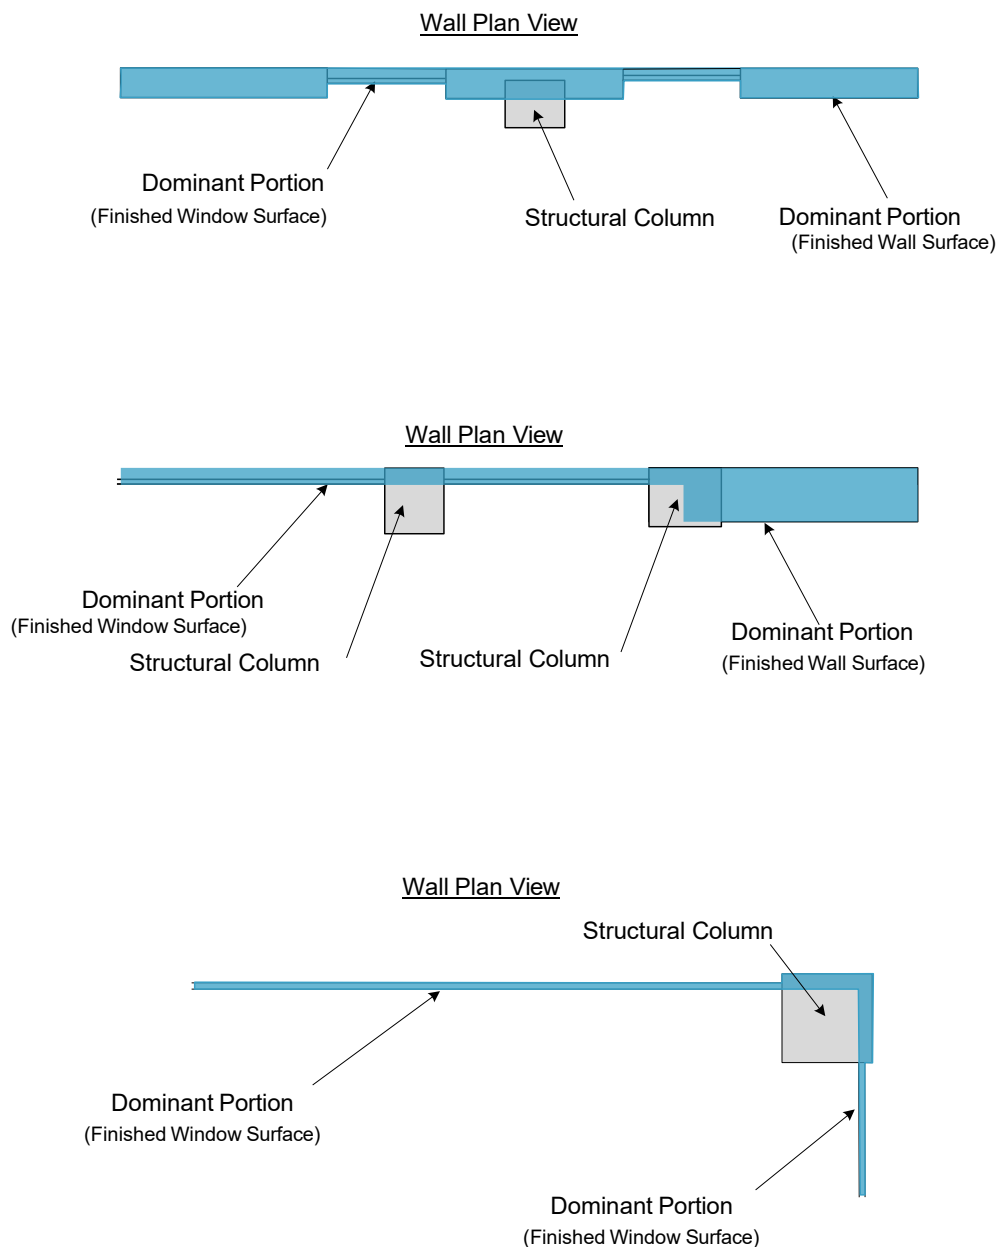 Wall Plan View
Dominant Portion
(Finished Window Surface)
Structural Column
Dominant Portion
(Finished Wall Surface)
Wall Plan View
Dominant Portion
(Finished Window Surface)
Structural Column
Structural Column
Dominant Portion
(Finished Wall Surface)
Wall Plan View
Structural Column
Dominant Portion
(Finished Window Surface)
Dominant Portion
(Finished Window Surface)